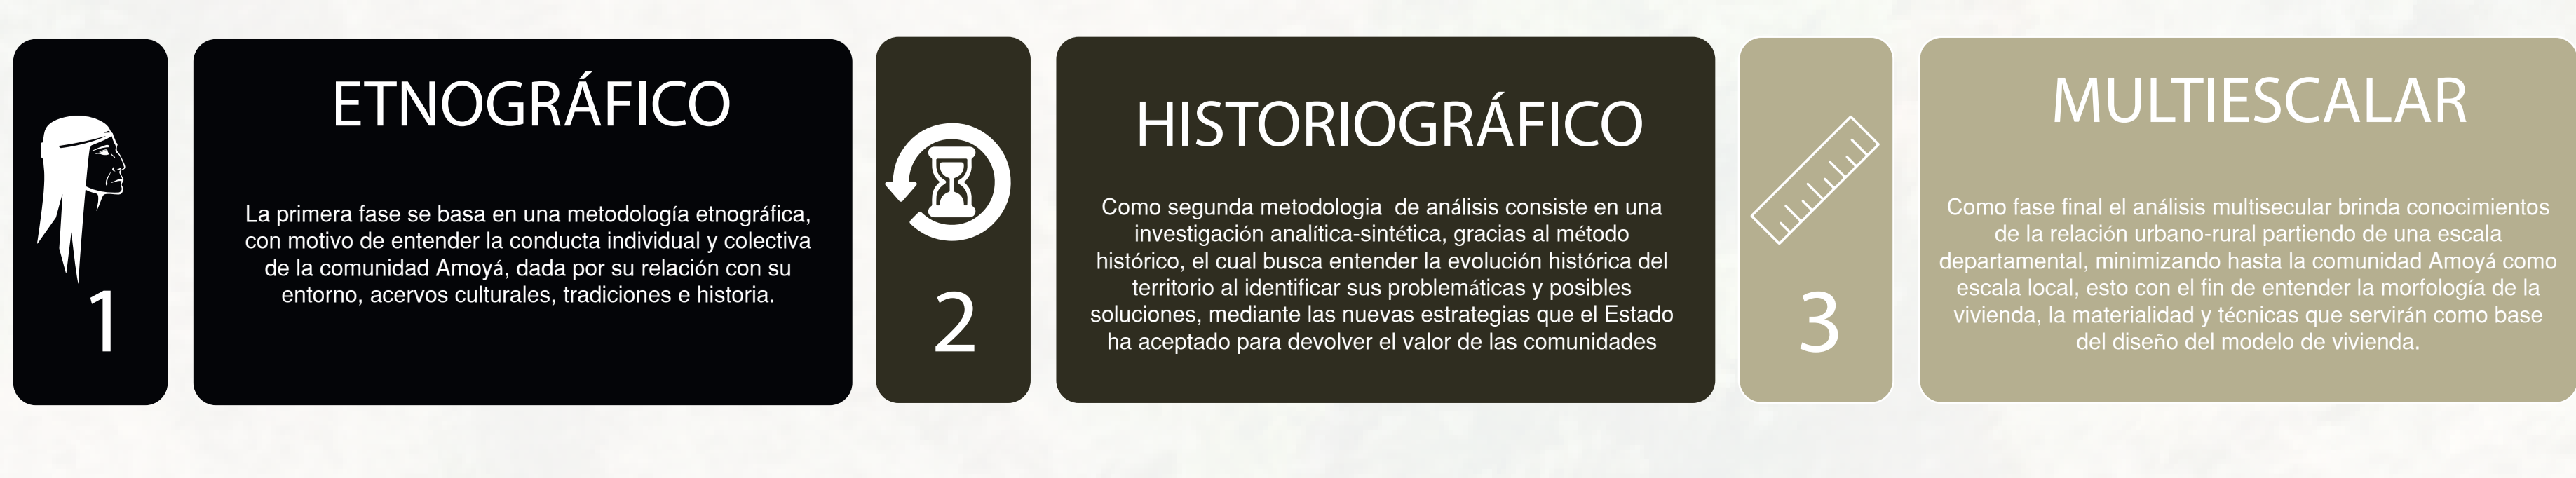 1
ETNOGRÁFICO
La primera fase se basa en una metodología etnográfica,
con motivo de entender la conducta individual y colectiva
de la comunidad Amoyá, dada por su relación con su
entorno, acervos culturales, tradiciones e historia.
2
HISTORIOGRÁFICO
Como segunda metodologia  de análisis consiste en una
investigación analítica-sintética, gracias al método
histórico, el cual busca entender la evolución histórica del
territorio al identificar sus problemáticas y posibles
soluciones, mediante las nuevas estrategias que el Estado
ha aceptado para devolver el valor de las comunidades
3
MULTIESCALAR
Como fase final el análisis multisecular brinda conocimientos
de la relación urbano-rural partiendo de una escala
departamental, minimizando hasta la comunidad Amoyá como
escala local, esto con el fin de entender la morfología de la
vivienda, la materialidad y técnicas que servirán como base
del diseño del modelo de vivienda.